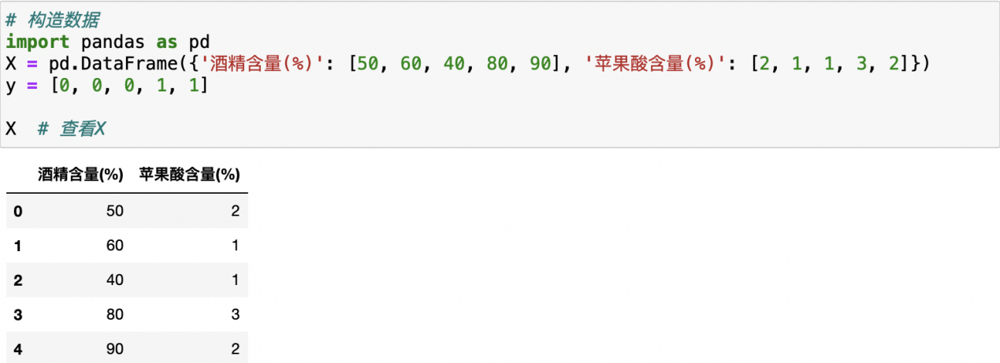 # 构造数据
import pandas as pd
X = pd.DataFrame({'酒精含量(%)': [50, 60, 40, 80, 90], '苹果酸含量(%)': [2, 1, 1, 3, 2]})
y = [0, 0, 0, 1, 1]
X  # 查看X
酒精含量(%) 苹果酸含量(%)
0 50 2
1 60 1
2 40 1
3 80 3
4 90 2